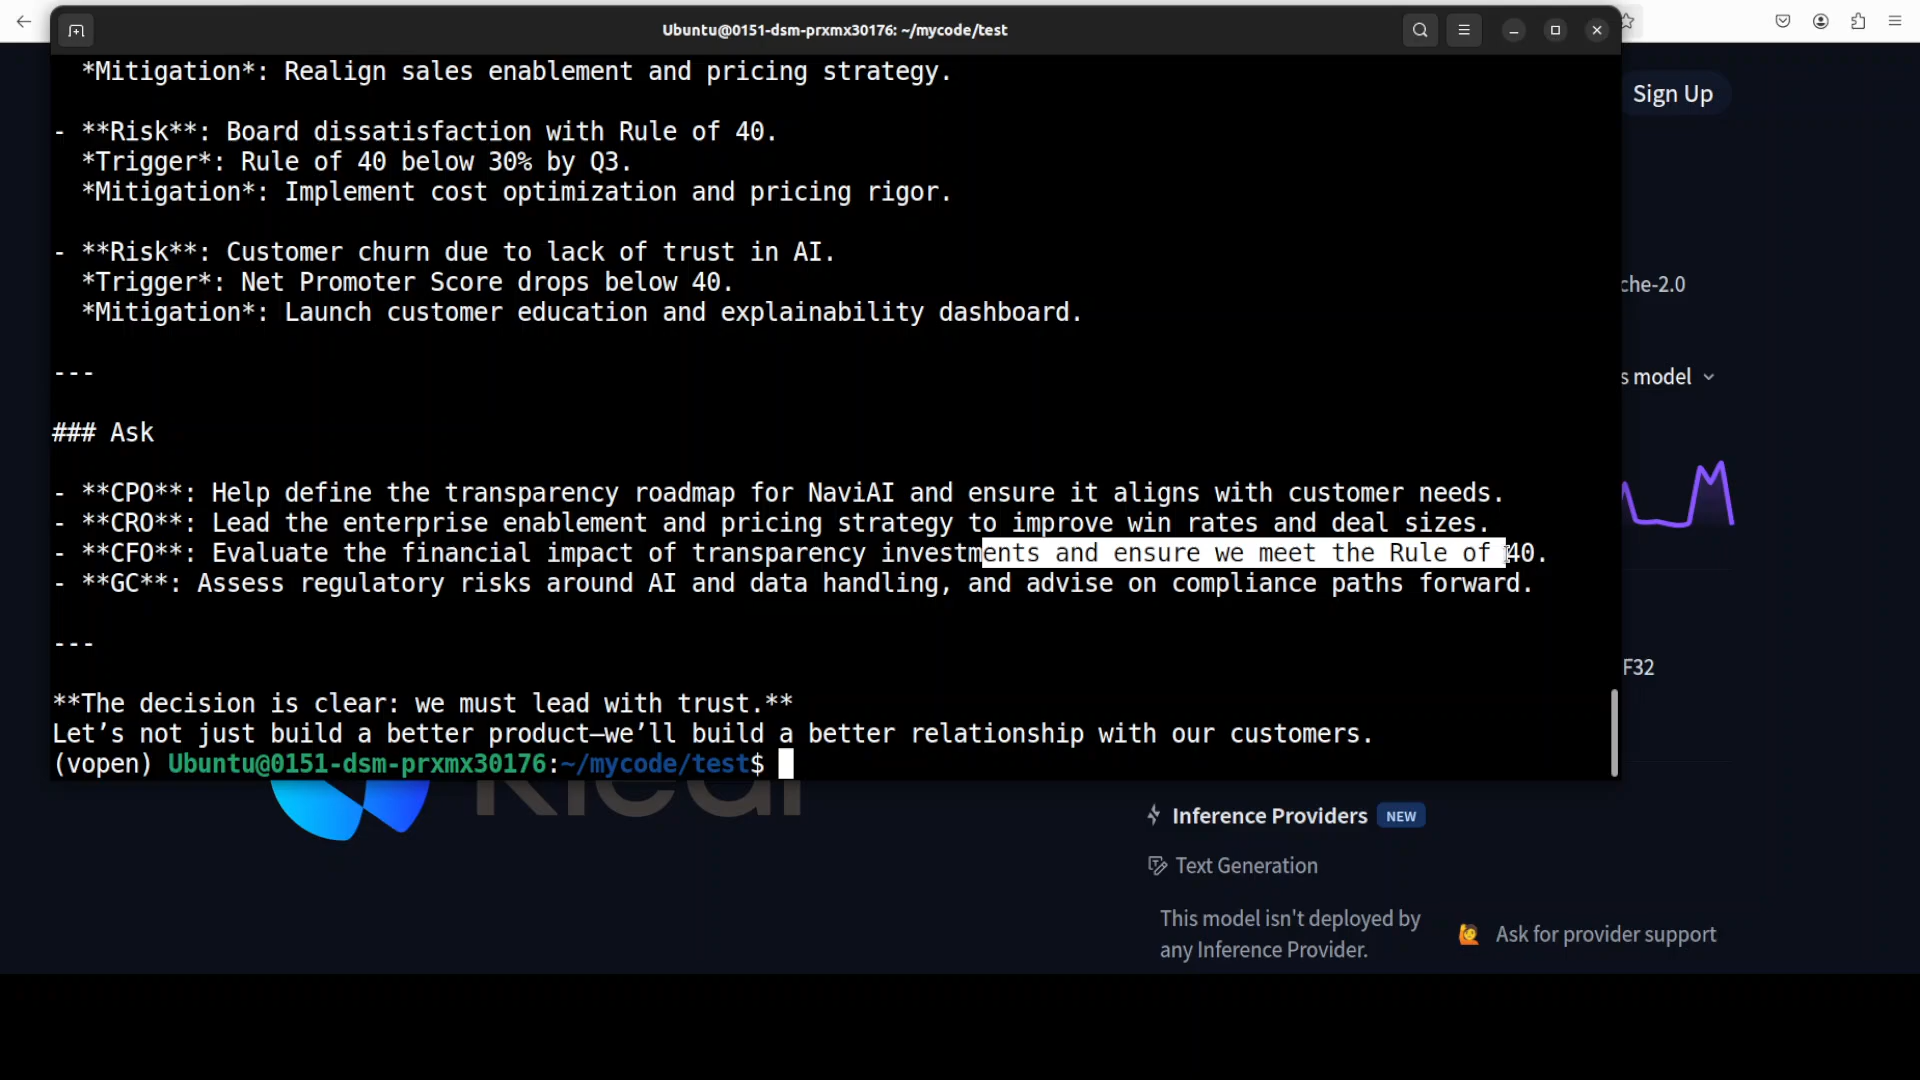 Ubuntu@0151-dsm-prxmx30176: ~/mycode/test
*Mitigation*: Realign sales enablement and pricing strategy.
- **Risk**: Board dissatisfaction with Rule of 40.
*Trigger*: Rule of 40 below 30% by Q3.
*Mitigation*: Implement cost optimization and pricing rigor.
- **Risk**: Customer churn due to lack of trust in AI.
*Trigger*: Net Promoter Score drops below 40.
*Mitigation*: Launch customer education and explainability dashboard.
---
### Ask
- **CPO**: Help define the transparency roadmap for NaviAI and ensure it aligns with customer needs.
- **CRO**: Lead the enterprise enablement and pricing strategy to improve win rates and deal sizes.
- **CFO**: Evaluate the financial impact of transparency investments and ensure we meet the Rule of 40.
- **GC**: Assess regulatory risks around AI and data handling, and advise on compliance paths forward.
---
**The decision is clear: we must lead with trust.**
Let’s not just build a better product—we’ll build a better relationship with our customers.
(vopen) Ubuntu@0151-dsm-prxmx30176:~/mycode/test$
Sign Up
che-2.0
s model
F32
Inference Providers NEW
Text Generation
This model isn't deployed by
any Inference Provider.
Ask for provider support